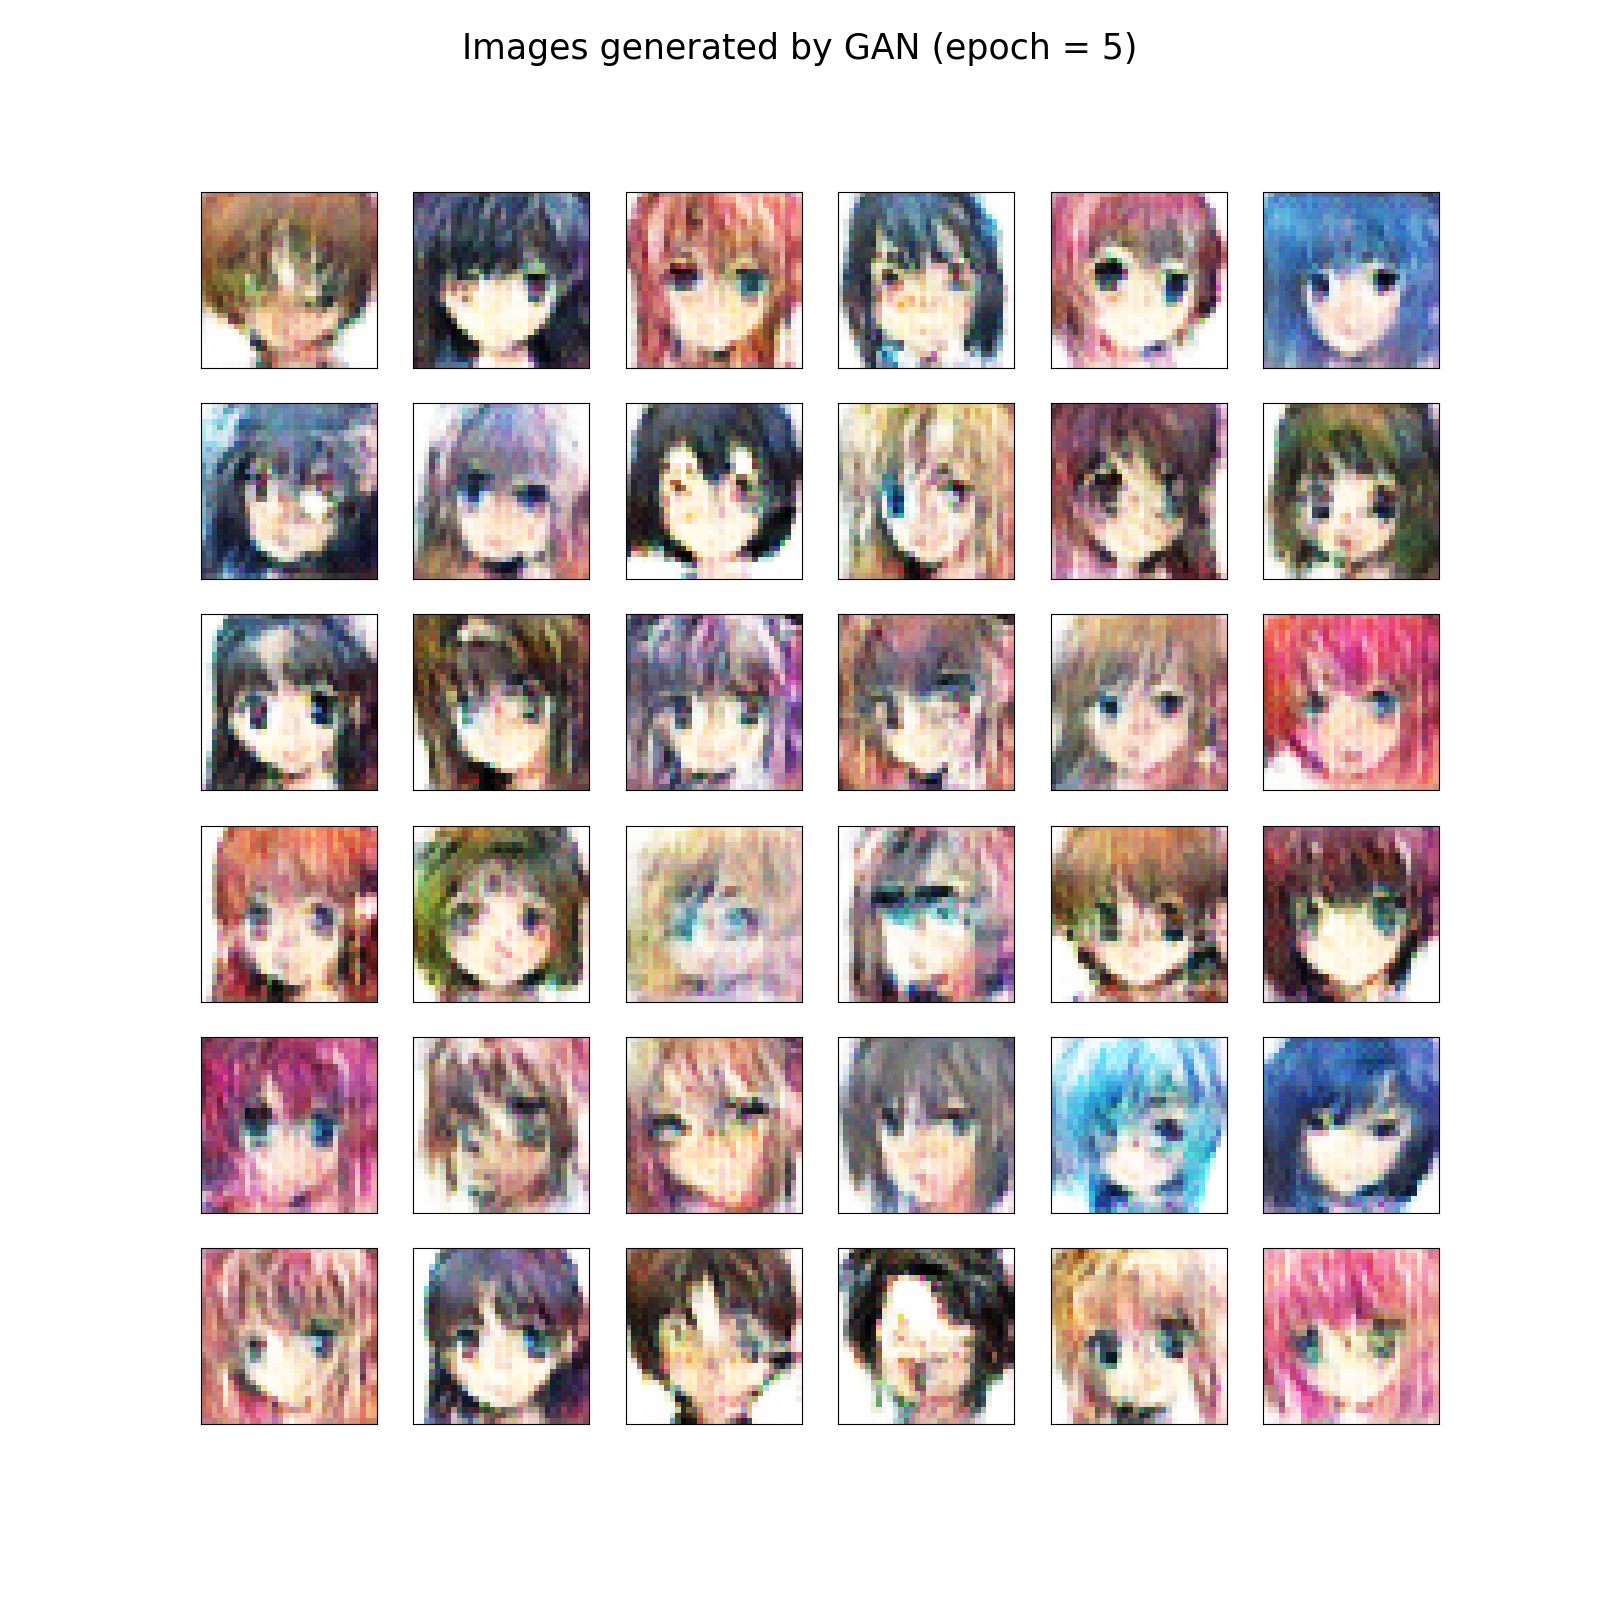 Images generated by GAN (epoch = 5)